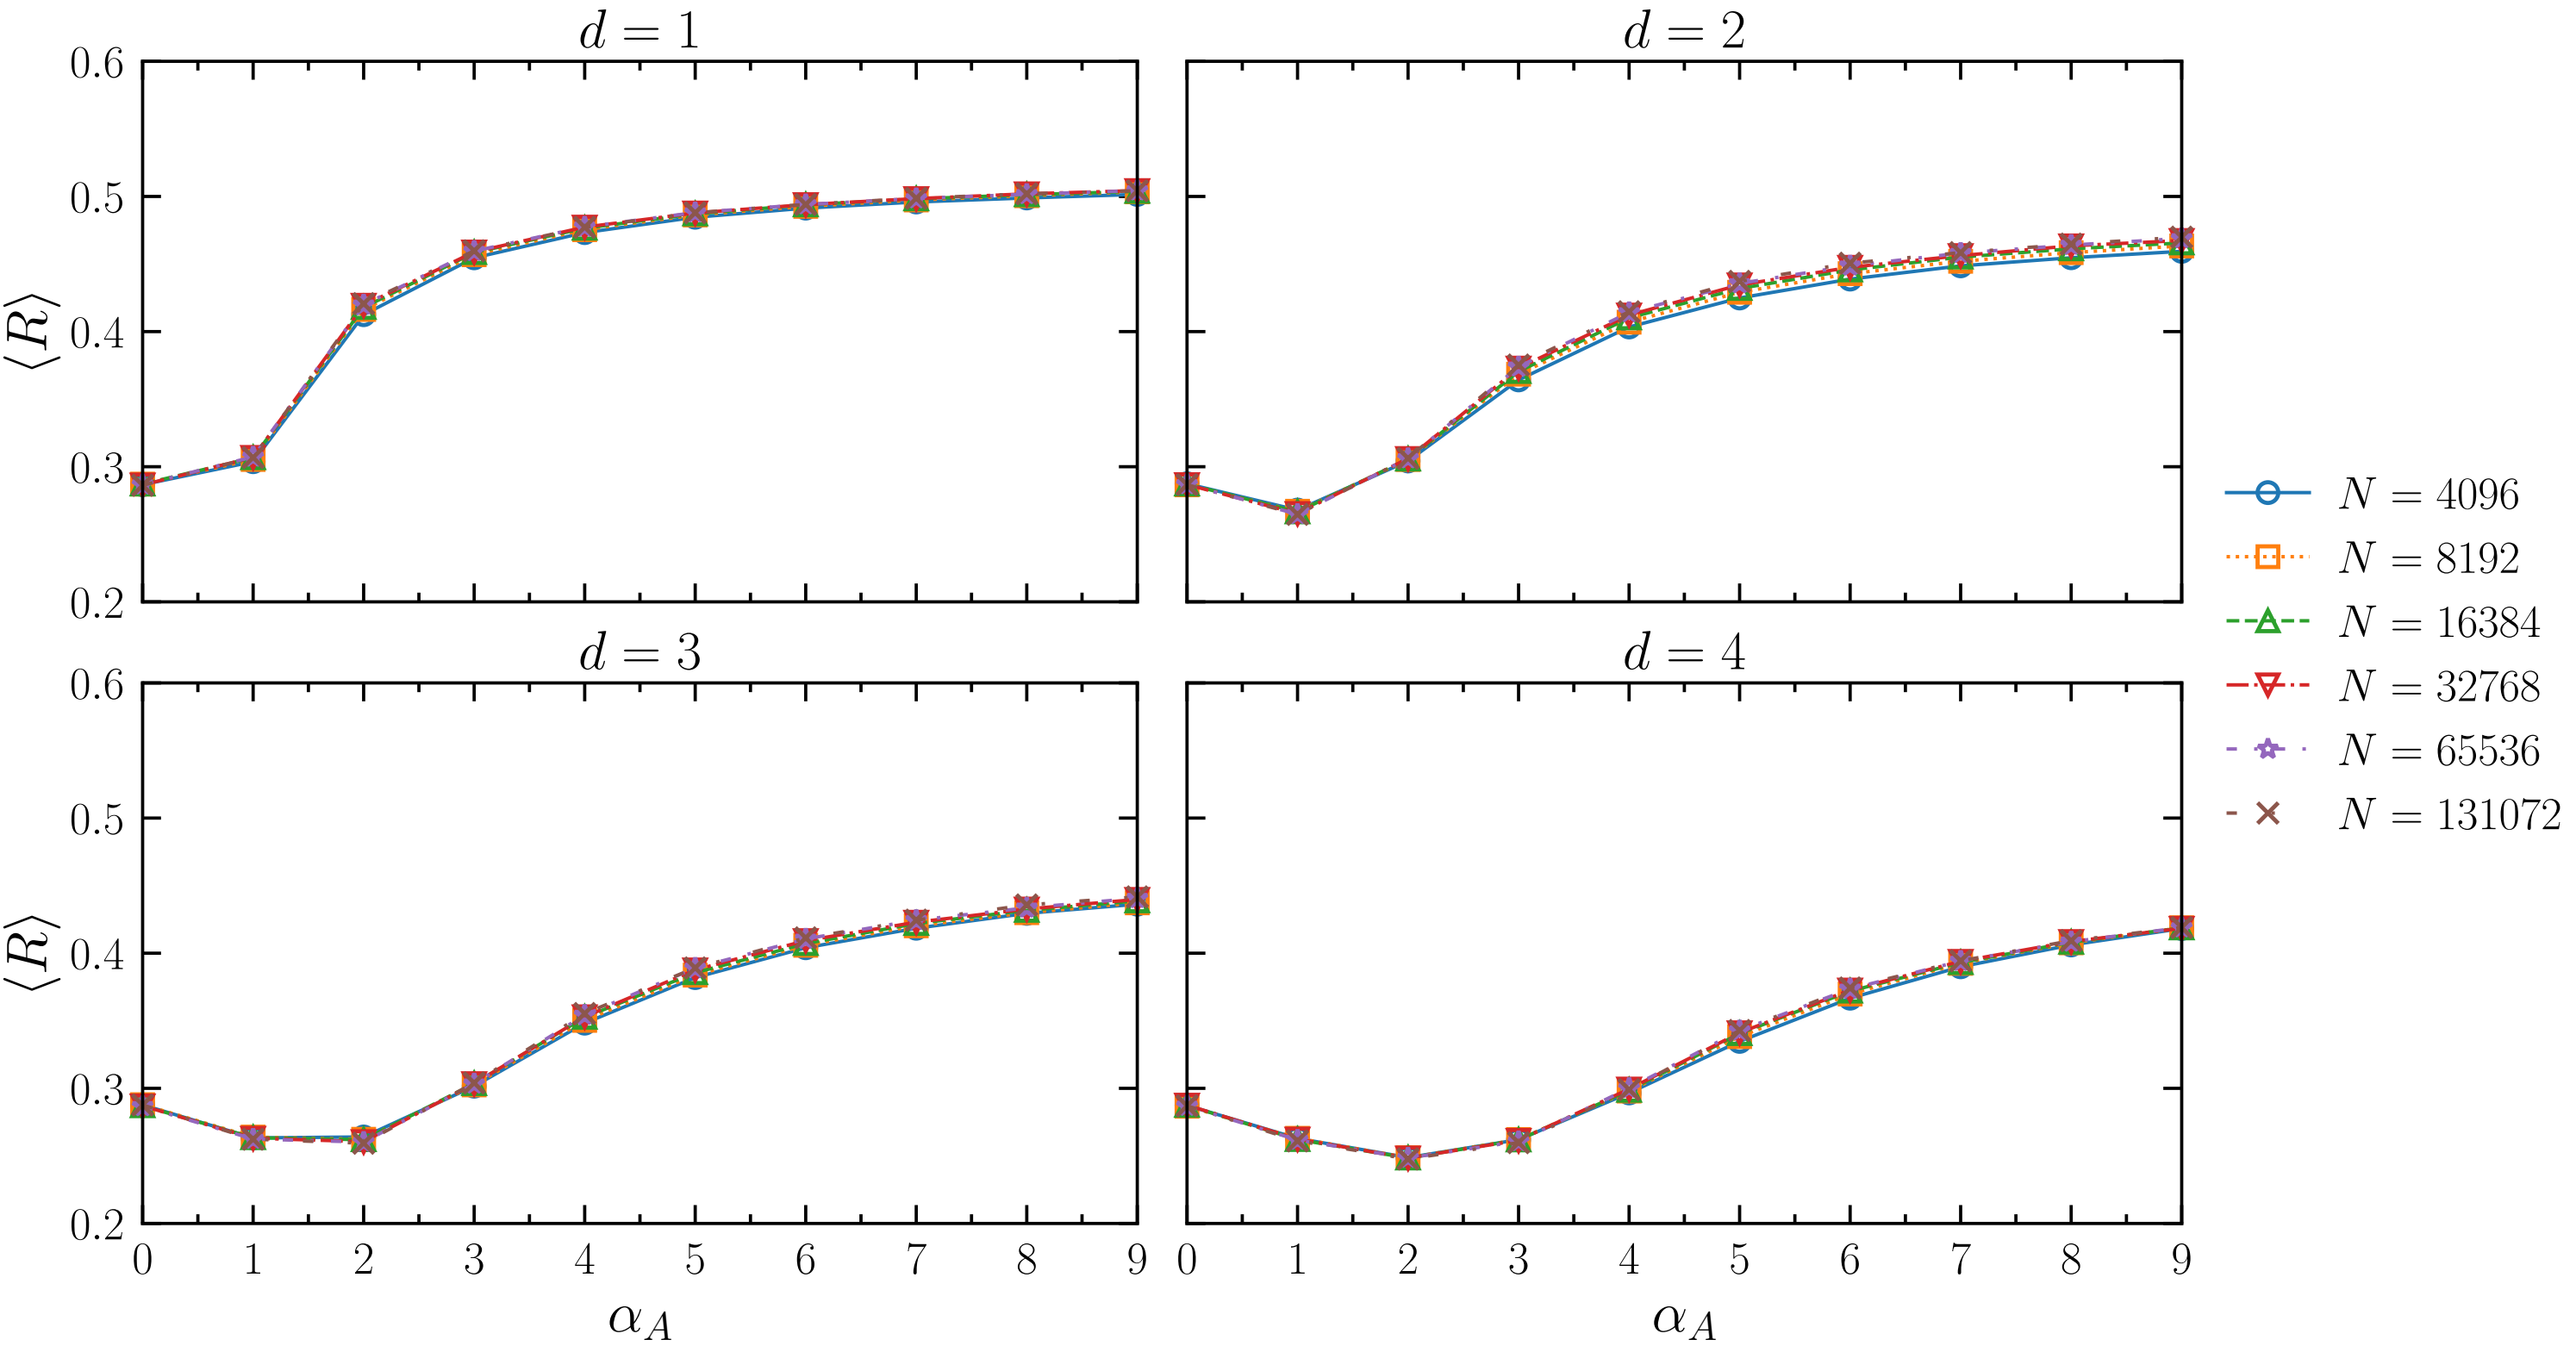 d = 1
d = 2
0.6
0.5
0.4
0.3
0.2
⟨R⟩
d = 3
d = 4
0.6
0.5
0.4
0.3
0.2
⟨R⟩
0 1 2 3 4 5 6 7 8 9
0 1 2 3 4 5 6 7 8 9
α_A
α_A
N = 4096
N = 8192
N = 16384
N = 32768
N = 65536
N = 131072